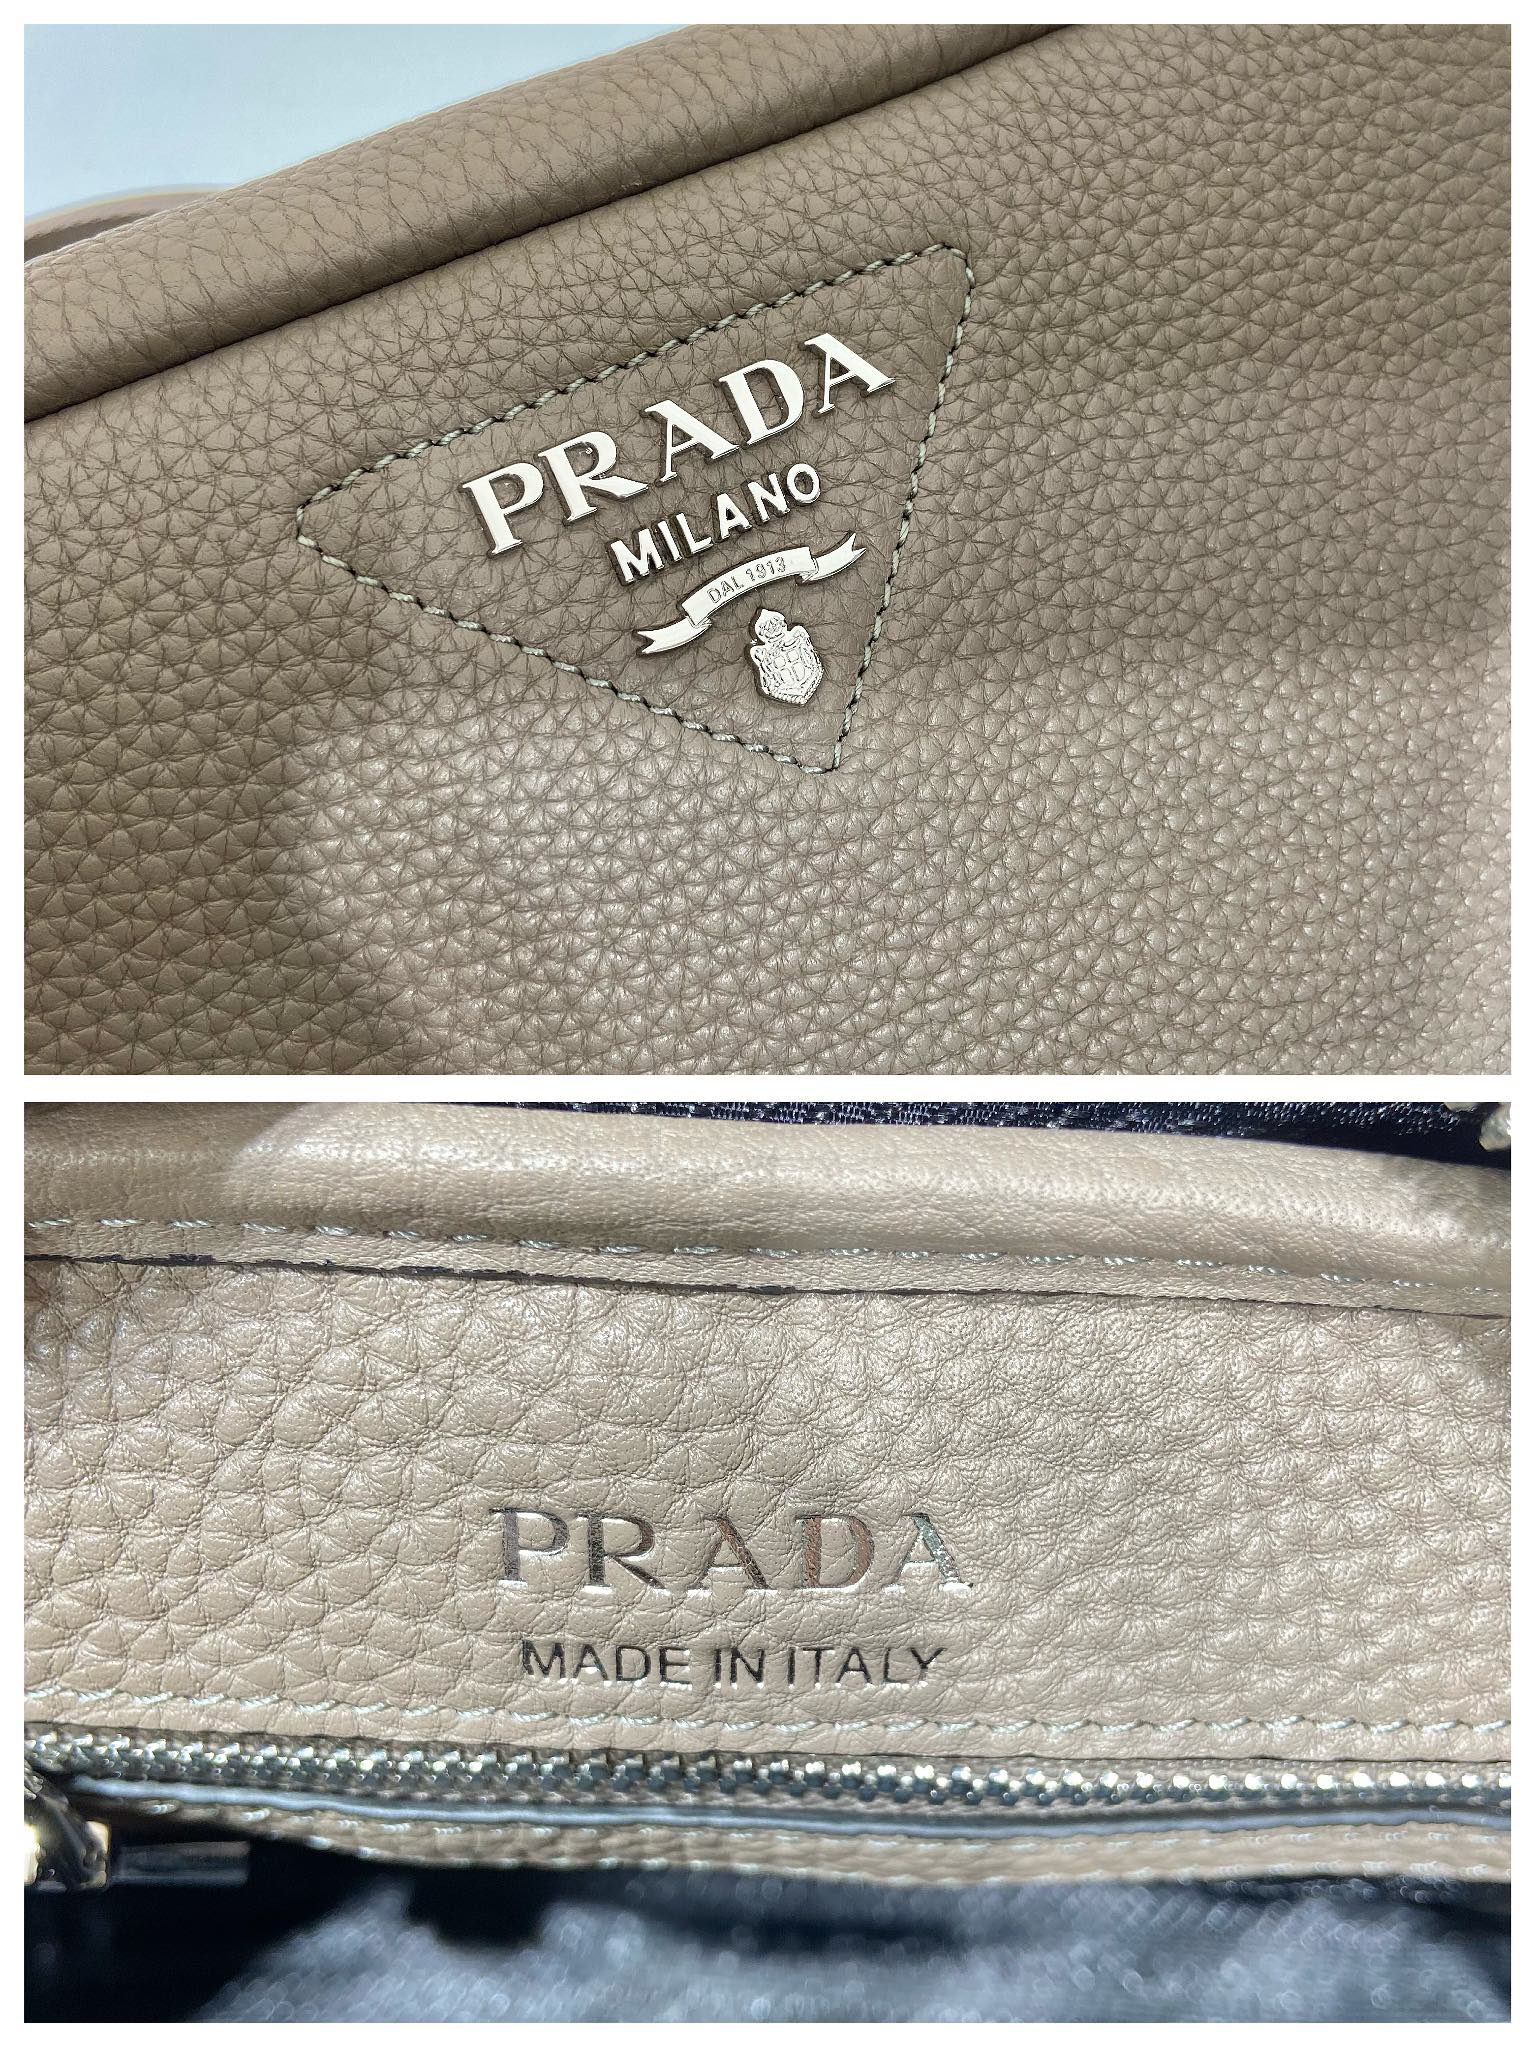 PRADA
MILANO
DAL 1913
PRADA
MADE IN ITALY